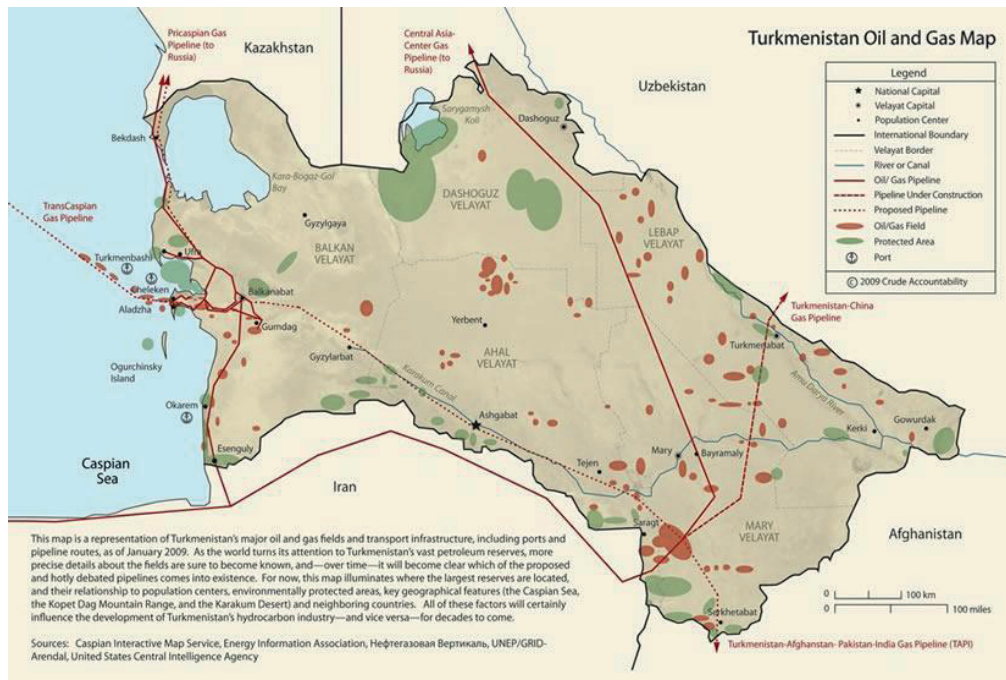 Pricaspian Gas
Pipeline (to
Russia)
Kazakhstan
Central Asia-
Center Gas
Pipeline (to
Russia)
Uzbekistan
Turkmenistan Oil and Gas Map
Legend
National Capital
Velayat Capital
Population Center
International Boundary
Velayat Border
River or Canal
Oil/ Gas Pipeline
Pipeline Under Construction
Proposed Pipeline
Oil/Gas Field
Protected Area
Port
© 2009 Crude Accountability
Sarygamysh
Koli
Dashoguz
Bekdash
Kara-Bogaz-Gol
Bay
DASHOGUZ
VELAYAT
TransCaspian
Gas Pipeline
Gyzylgaya
BALKAN
VELAYAT
LEBAP
VELAYAT
Ufra
Turkmenbashi
Cheleken
Aladzha
Balkanabat
Gumdag
Turkmenistan-China
Gas Pipeline
Yerbent
Turkmenabat
Gyzylarbat
AHAL
VELAYAT
Ogurchinsky
Island
Karakum Canal
Amu Darya River
Okarem
Ashgabat
Kerki
Gowurdak
Esenguly
Mary
Bayramaly
Caspian
Sea
Tejen
Iran
Saragt
MARY
VELAYAT
Afghanistan
This map is a representation of Turkmenistan's major oil and gas fields and transport infrastructure, including ports and
pipeline routes, as of January 2009. As the world turns its attention to Turkmenistan's vast petroleum reserves, more
precise details about the fields are sure to become known, and—over time—it will become clear which of the proposed
and hotly debated pipelines comes into existence. For now, this map illuminates where the largest reserves are located,
and their relationship to population centers, environmentally protected areas, key geographical features (the Caspian Sea,
the Kopet Dag Mountain Range, and the Karakum Desert) and neighboring countries. All of these factors will certainly
influence the development of Turkmenistan's hydrocarbon industry—and vice versa—for decades to come.
Serkhetabat
100 km
100 miles
Sources: Caspian Interactive Map Service, Energy Information Association, Нефтегазовая Вертикаль, UNEP/GRID-
Arendal, United States Central Intelligence Agency
Turkmenistan-Afghanstan- Pakistan-India Gas Pipeline (TAPI)